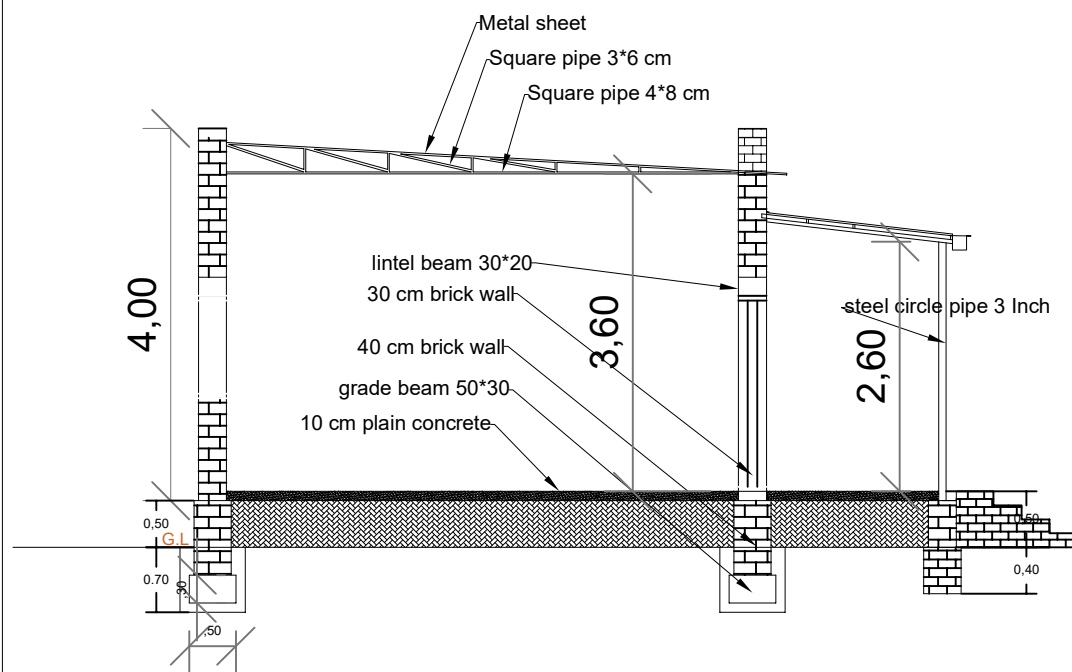 Metal sheet
Square pipe 3*6 cm
Square pipe 4*8 cm
lintel beam 30*20
30 cm brick wall
4,00
3,60
steel circle pipe 3 Inch
40 cm brick wall
2,60
grade beam 50*30
10 cm plain concrete
0,50
0,50
G.L
0.70
,30
0,40
,50